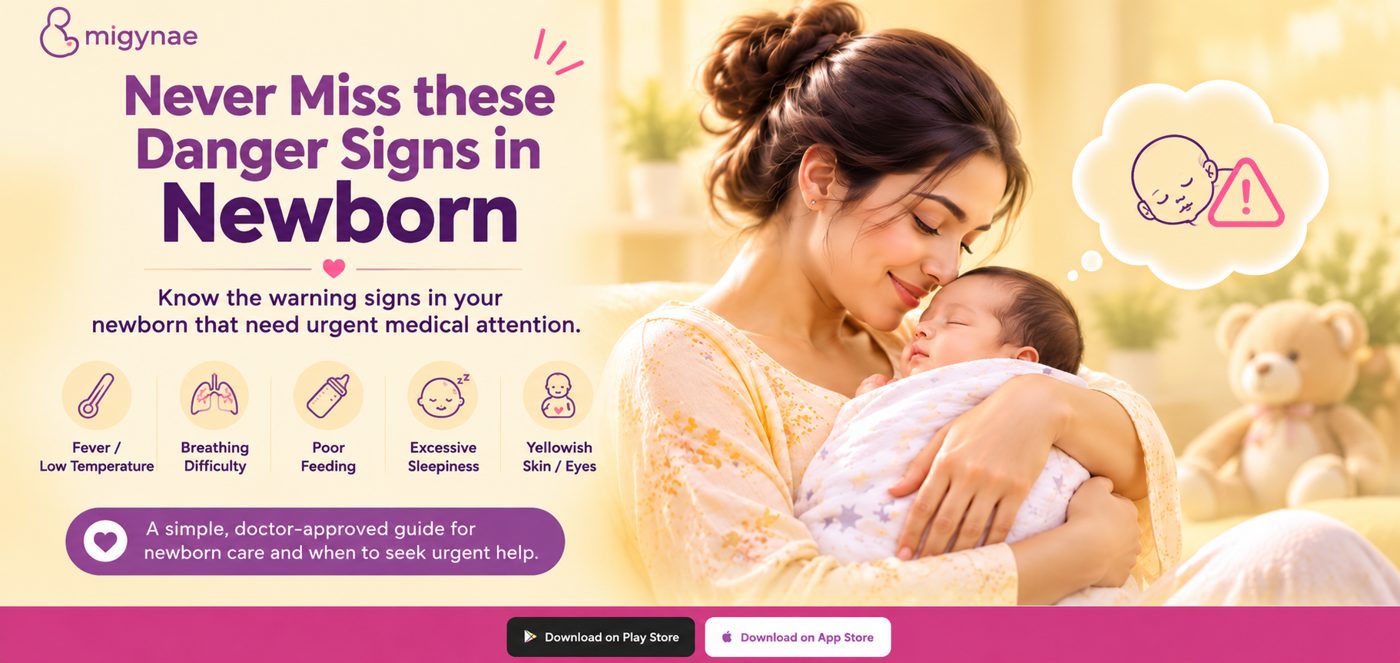 migynae
Never Miss these
Danger Signs in
Newborn
Know the warning signs in your
newborn that need urgent medical attention.
Fever /
Low Temperature
Breathing
Difficulty
Poor
Feeding
zz
Excessive
Sleepiness
Yellowish
Skin / Eyes
A simple, doctor-approved guide for
newborn care and when to seek urgent help.
Download on Play Store
Download on App Store